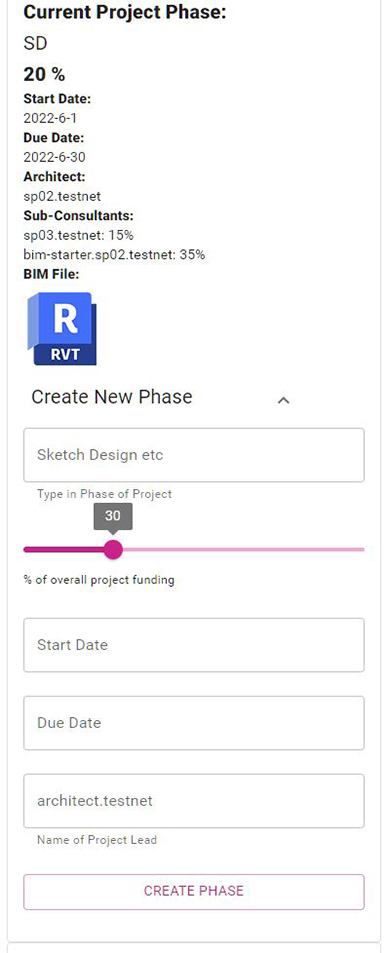 Current Project Phase:
SD
20 %
Start Date:
2022-6-1
Due Date:
2022-6-30
Architect:
sp02.testnet
Sub-Consultants:
sp03.testnet: 15%
bim-starter.sp02.testnet: 35%
BIM File:
R
RVT
Create New Phase
Sketch Design etc
Type in Phase of Project
30
% of overall project funding
Start Date
Due Date
architect.testnet
Name of Project Lead
CREATE PHASE